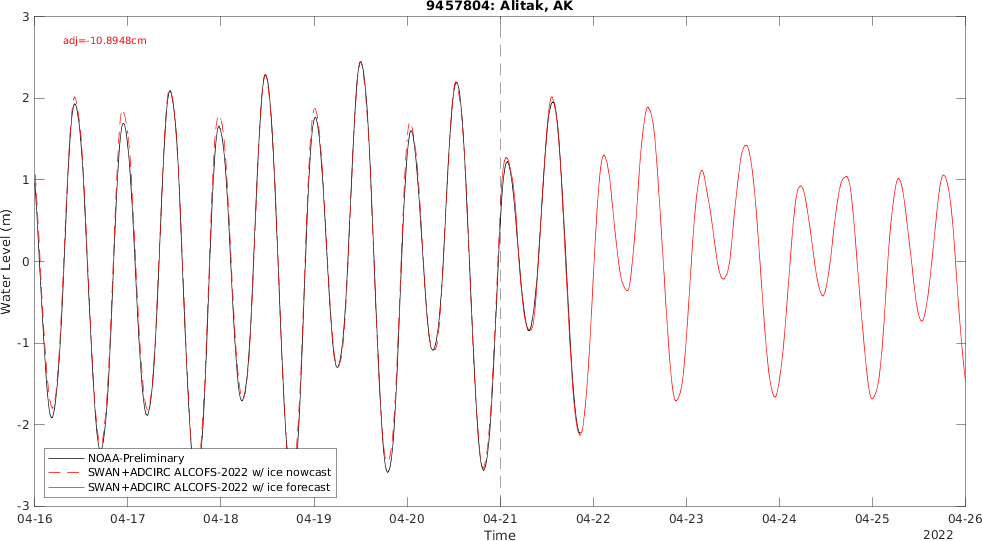 9457804: Alitak, AK
adj=-10.8948cm
Water Level (m)
3
2
1
0
-1
-2
-3
NOAA-Preliminary
SWAN+ADCIRC ALCOFS-2022 w/ ice nowcast
SWAN+ADCIRC ALCOFS-2022 w/ ice forecast
04-16 04-17 04-18 04-19 04-20 04-21 04-22 04-23 04-24 04-25 04-26
Time
2022